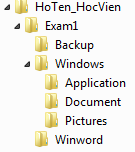 HoTen_HocVien
Exam1
Backup
Windows
Application
Document
Pictures
Winword